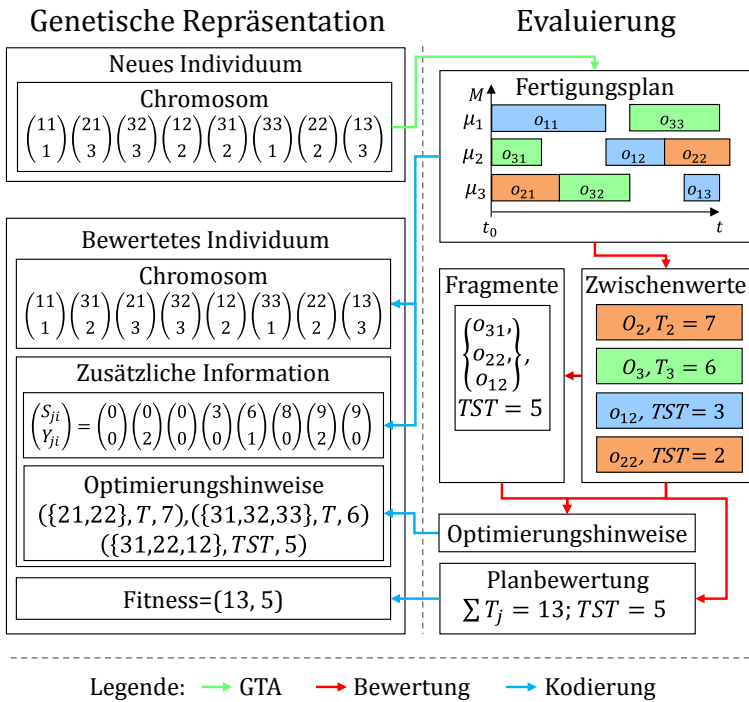 Genetische Repräsentation
Neues Individuum
Chromosom
(11 1) (21 3) (32 3) (12 2) (31 2) (33 1) (22 2) (13 3)
Bewertetes Individuum
Chromosom
(11 1) (31 2) (21 3) (32 3) (12 2) (33 1) (22 2) (13 3)
Zusätzliche Information
(S_ji Y_ji) = (0 0) (0 2) (0 0) (3 0) (6 1) (8 0) (9 2) (9 0)
Optimierungshinweise
({21,22}, T, 7),({31,32,33}, T, 6)
({31,22,12}, TST, 5)
Fitness=(13, 5)
Evaluierung
Fertigungsplan
M
μ1 o11 o33
μ2 o31 o12 o22
μ3 o21 o32 o13
t0 t
Fragmente
{o31,
o22,
o12},
TST = 5
Zwischenwerte
O2, T2 = 7
O3, T3 = 6
o12, TST = 3
o22, TST = 2
Optimierungshinweise
Planbewertung
∑ Tj = 13; TST = 5
Legende: GTA Bewertung Kodierung